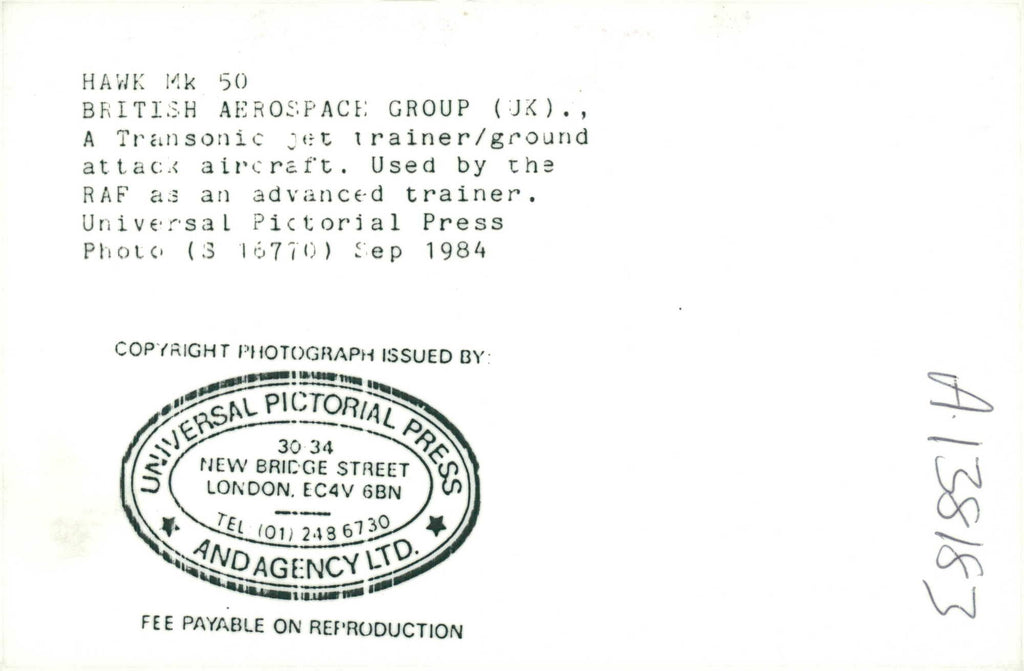 HAWK Mk 50
BRITISH AEROSPACE GROUP (UK).,
A Transonic jet trainer/ground
attack aircraft. Used by the
RAF as an advanced trainer.
Universal Pictorial Press
Photo (S 16770) Sep 1984
COPYRIGHT PHOTOGRAPH ISSUED BY:
UNIVERSAL PICTORIAL PRESS
30-34
NEW BRIDGE STREET
LONDON, EC4V 6BN
TEL (01) 248 6730
AND AGENCY LTD.
FEE PAYABLE ON REPRODUCTION
A·138183